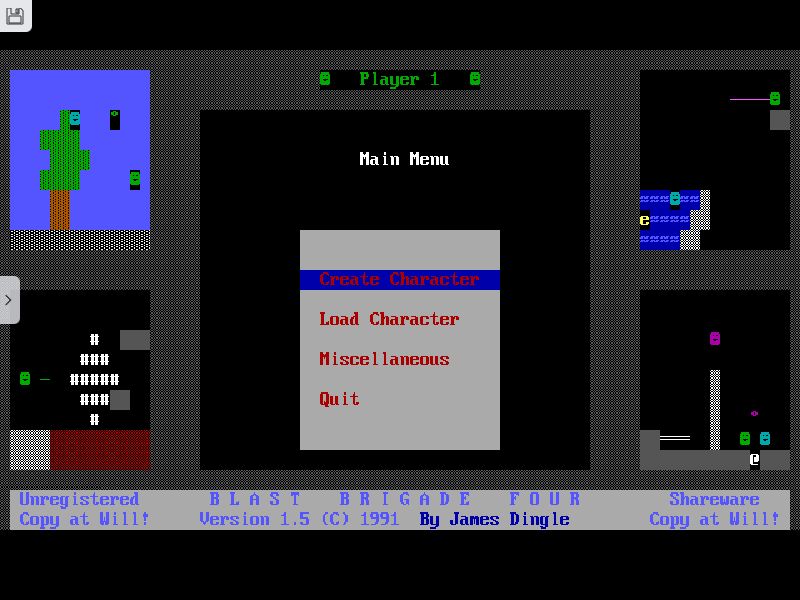 Player 1
Main Menu
Create Character
Load Character
Miscellaneous
Quit
Unregistered B L A S T B R I G A D E F O U R Shareware
Copy at Will! Version 1.5 (C) 1991 By James Dingle Copy at Will!